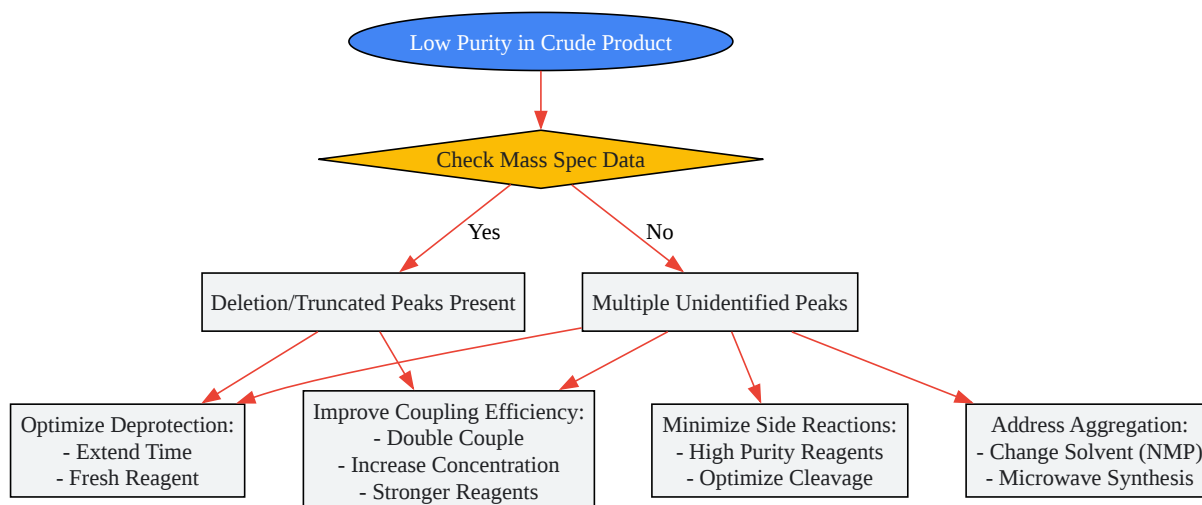 Low Purity in Crude Product
Check Mass Spec Data
Yes
No
Deletion/Truncated Peaks Present
Multiple Unidentified Peaks
Optimize Deprotection:
- Extend Time
- Fresh Reagent
Improve Coupling Efficiency:
- Double Couple
- Increase Concentration
- Stronger Reagents
Minimize Side Reactions:
- High Purity Reagents
- Optimize Cleavage
Address Aggregation:
- Change Solvent (NMP)
- Microwave Synthesis